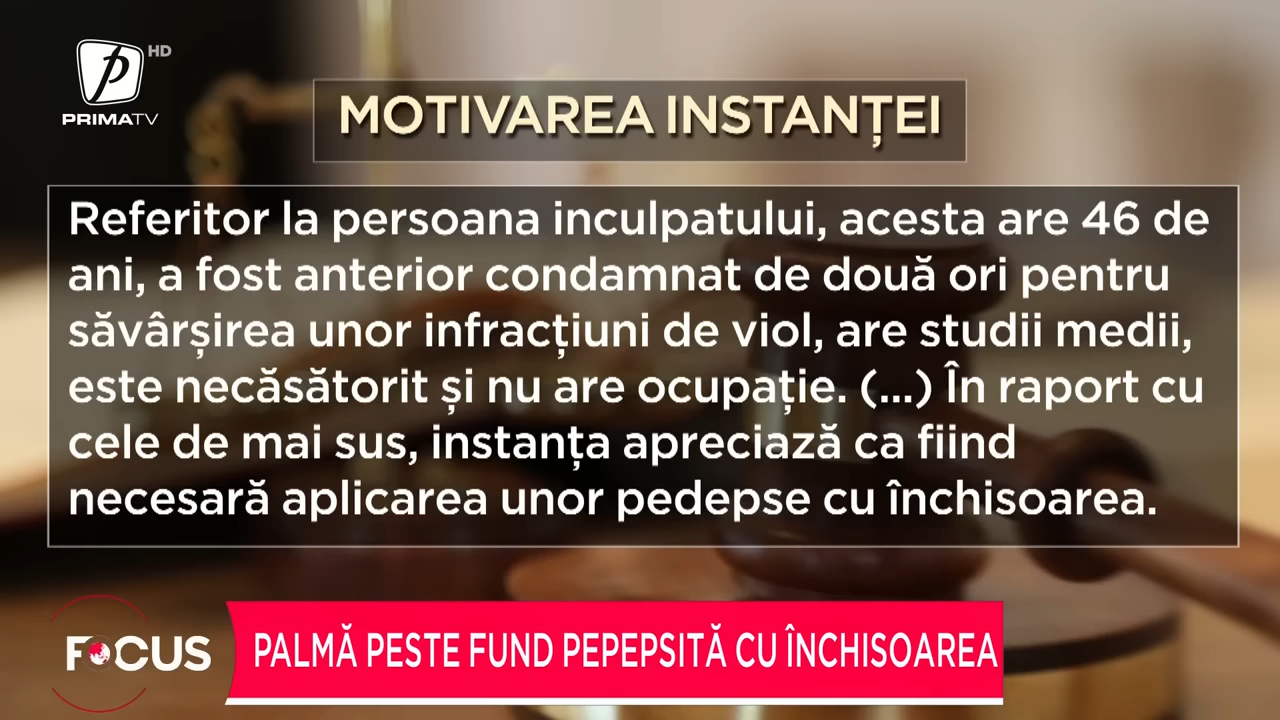 HD
PRIMATV
MOTIVAREA INSTANȚEI
Referitor la persoana inculpatului, acesta are 46 de
ani, a fost anterior condamnat de două ori pentru
săvârșirea unor infracțiuni de viol, are studii medii,
este necăsătorit și nu are ocupație. (...) În raport cu
cele de mai sus, instanța apreciază ca fiind
necesară aplicarea unor pedepse cu închisoarea.
FOCUS
PALMĂ PESTE FUND PEPEPSITĂ CU ÎNCHISOAREA